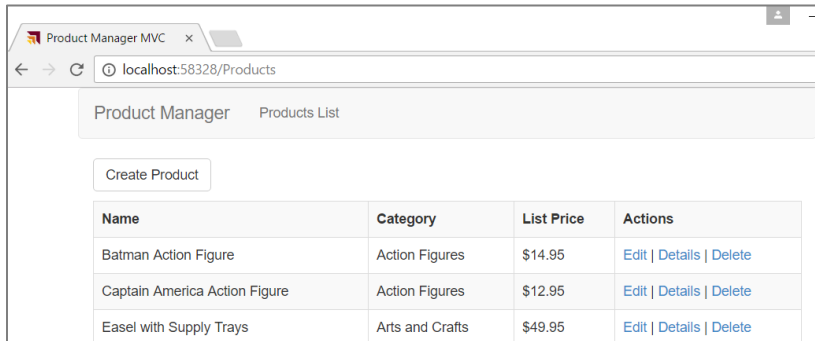 Product Manager MVC
localhost:58328/Products
Product Manager Products List
Create Product
Name Category List Price Actions
Batman Action Figure Action Figures $14.95 Edit | Details | Delete
Captain America Action Figure Action Figures $12.95 Edit | Details | Delete
Easel with Supply Trays Arts and Crafts $49.95 Edit | Details | Delete